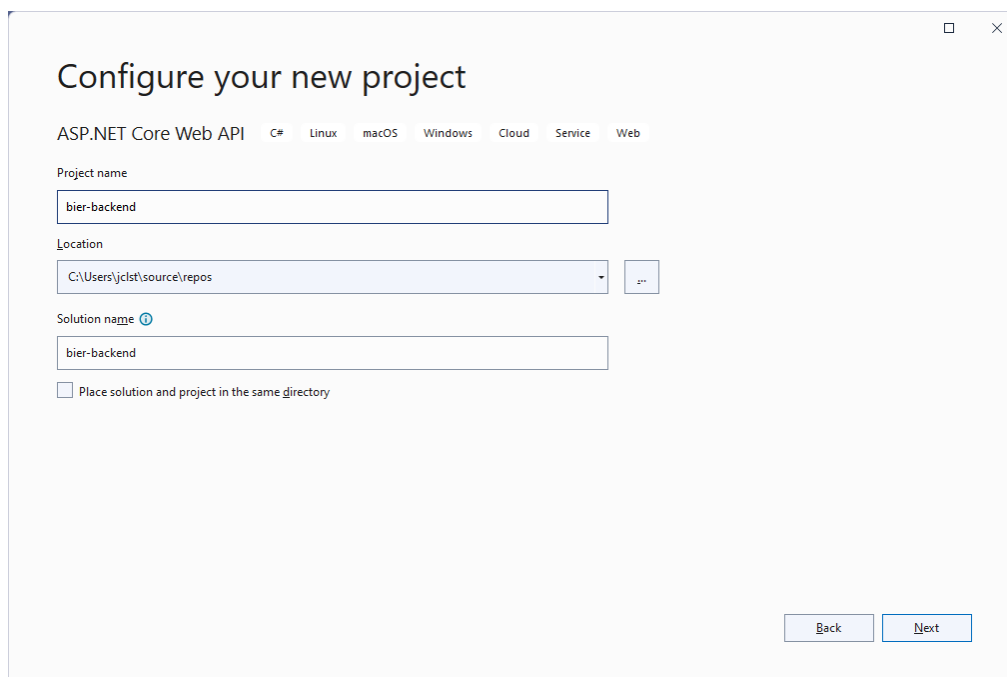 Configure your new project
ASP.NET Core Web API C# Linux macOS Windows Cloud Service Web
Project name
bier-backend
Location
C:\Users\jclst\source\repos
...
Solution name
bier-backend
Place solution and project in the same directory
Back Next